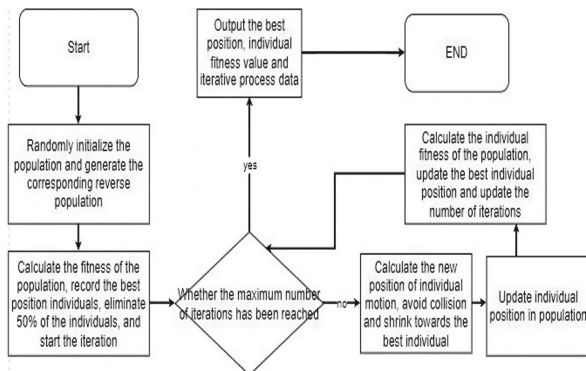 Start
Randomly initialize the
population and generate the
corresponding reverse
population
Calculate the fitness of the
population, record the best
position individuals, eliminate
50% of the individuals, and
start the iteration
Whether the maximum number
of iterations has been reached
yes
Output the best
position, individual
fitness value and
iterative process data
END
no
Calculate the new
position of individual
motion, avoid collision
and shrink towards the
best individual
Update individual
position in population
Calculate the individual
fitness of the population,
update the best individual
position and update the
number of iterations